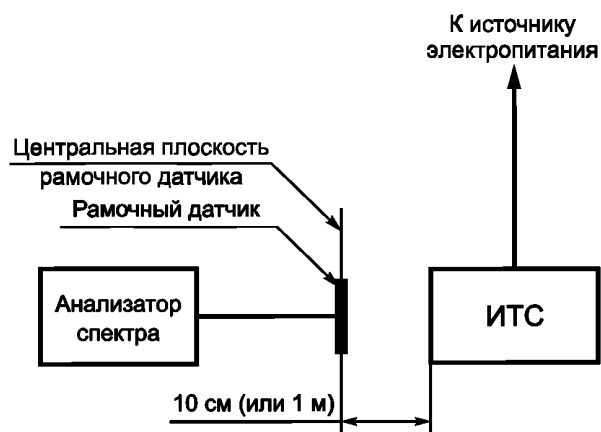 К источнику
электропитания
Центральная плоскость
рамочного датчика
Рамочный датчик
Анализатор
спектра
ИТС
10 см (или 1 м)